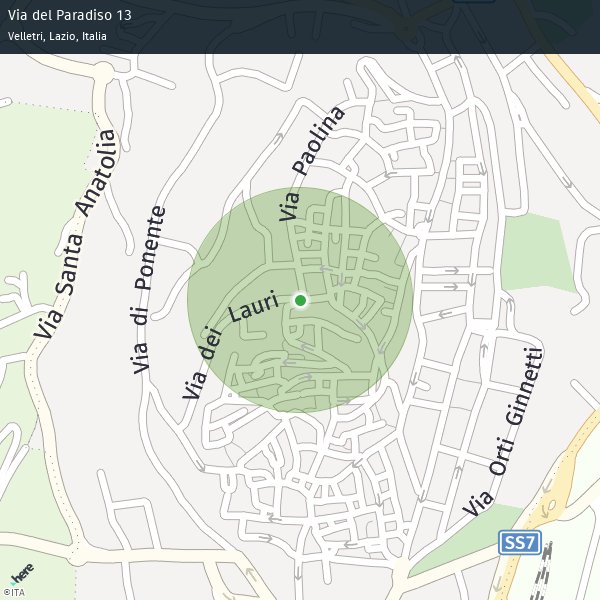 Via del Paradiso 13
Velletri, Lazio, Italia
Via Paolina
Via Santa Anatolia
Via di Ponente
Via dei Lauri
Via Orti Ginnetti
SS7
here
©ITA